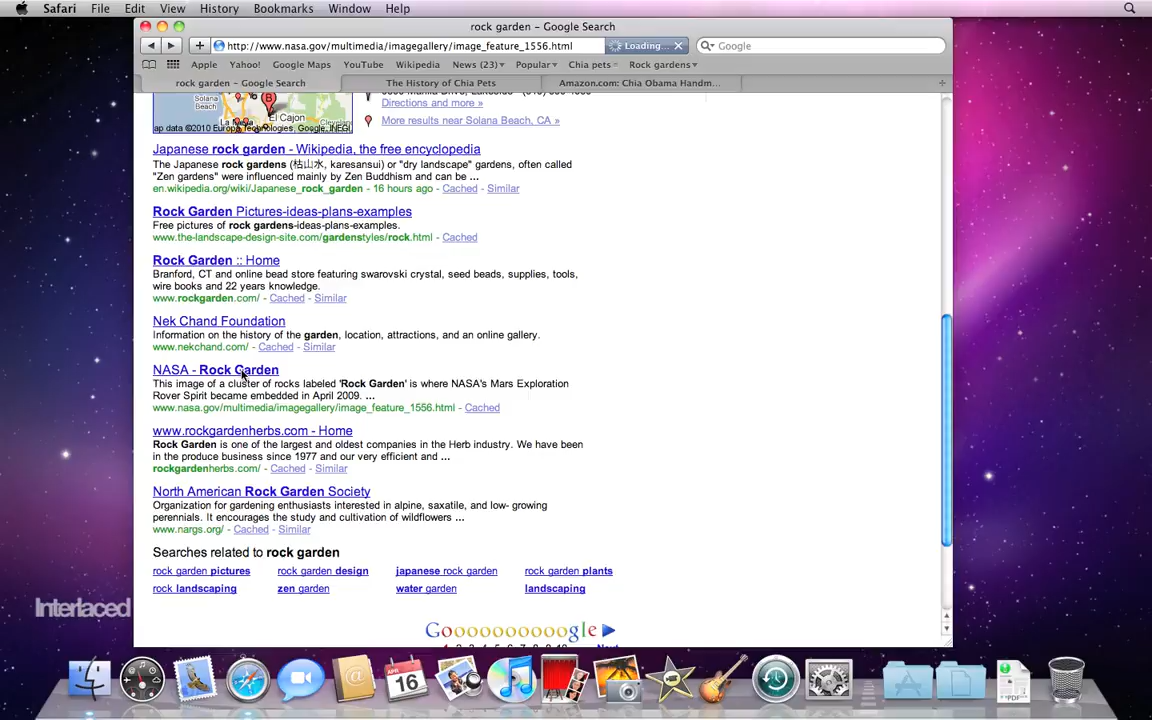 Safari File Edit View History Bookmarks Window Help
rock garden – Google Search
http://www.nasa.gov/multimedia/imagegallery/image_feature_1556.html Loading... Google
Apple Yahoo! Google Maps YouTube Wikipedia News (23) Popular Chia pets Rock gardens
rock garden – Google Search The History of Chia Pets Amazon.com: Chia Obama Handm...
Solana
Beach
Directions and more »
B
El Cajon
More results near Solana Beach, CA »
ap data ©2010 Europa Technologies, Google, INEGI
Japanese rock garden - Wikipedia, the free encyclopedia
The Japanese rock gardens (枯山水, karesansui) or "dry landscape" gardens, often called
"Zen gardens" were influenced mainly by Zen Buddhism and can be ...
en.wikipedia.org/wiki/Japanese_rock_garden - 16 hours ago - Cached - Similar
Rock Garden Pictures-ideas-plans-examples
Free pictures of rock gardens-ideas-plans-examples.
www.the-landscape-design-site.com/gardenstyles/rock.html - Cached
Rock Garden :: Home
Branford, CT and online bead store featuring swarovski crystal, seed beads, supplies, tools,
wire books and 22 years knowledge.
www.rockgarden.com/ - Cached - Similar
Nek Chand Foundation
Information on the history of the garden, location, attractions, and an online gallery.
www.nekchand.com/ - Cached - Similar
NASA - Rock Garden
This image of a cluster of rocks labeled 'Rock Garden' is where NASA's Mars Exploration
Rover Spirit became embedded in April 2009. ...
www.nasa.gov/multimedia/imagegallery/image_feature_1556.html - Cached
www.rockgardenherbs.com - Home
Rock Garden is one of the largest and oldest companies in the Herb industry. We have been
in the produce business since 1977 and our very efficient and ...
rockgardenherbs.com/ - Cached - Similar
North American Rock Garden Society
Organization for gardening enthusiasts interested in alpine, saxatile, and low- growing
perennials. It encourages the study and cultivation of wildflowers ...
www.nargs.org/ - Cached - Similar
Searches related to rock garden
rock garden pictures rock garden design japanese rock garden rock garden plants
rock landscaping zen garden water garden landscaping
Interlaced
Goooooooooogle
APR
16
PDF